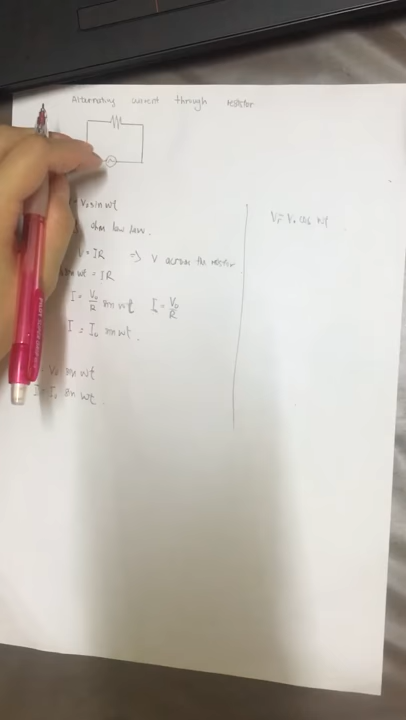 Alternating current through resistor
V₀ sin ωt
ohm law law.
= IR ⇒ V across the resistor
sin ωt = IR
I = V₀/R sin ωt I₀ = V₀/R
I = I₀ sin ωt.
V₀ sin ωt
I = I₀ sin ωt.
V = V₀ cos ωt